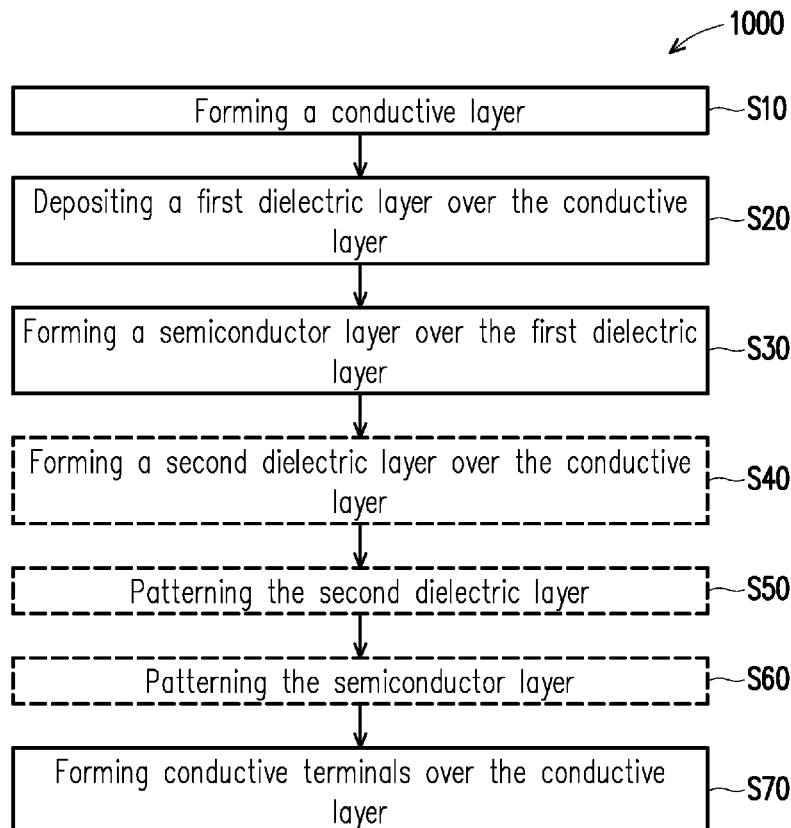 1000
Forming a conductive layer
S10
Depositing a first dielectric layer over the conductive
layer
S20
Forming a semiconductor layer over the first dielectric
layer
S30
Forming a second dielectric layer over the conductive
layer
S40
Patterning the second dielectric layer
S50
Patterning the semiconductor layer
S60
Forming conductive terminals over the conductive
layer
S70